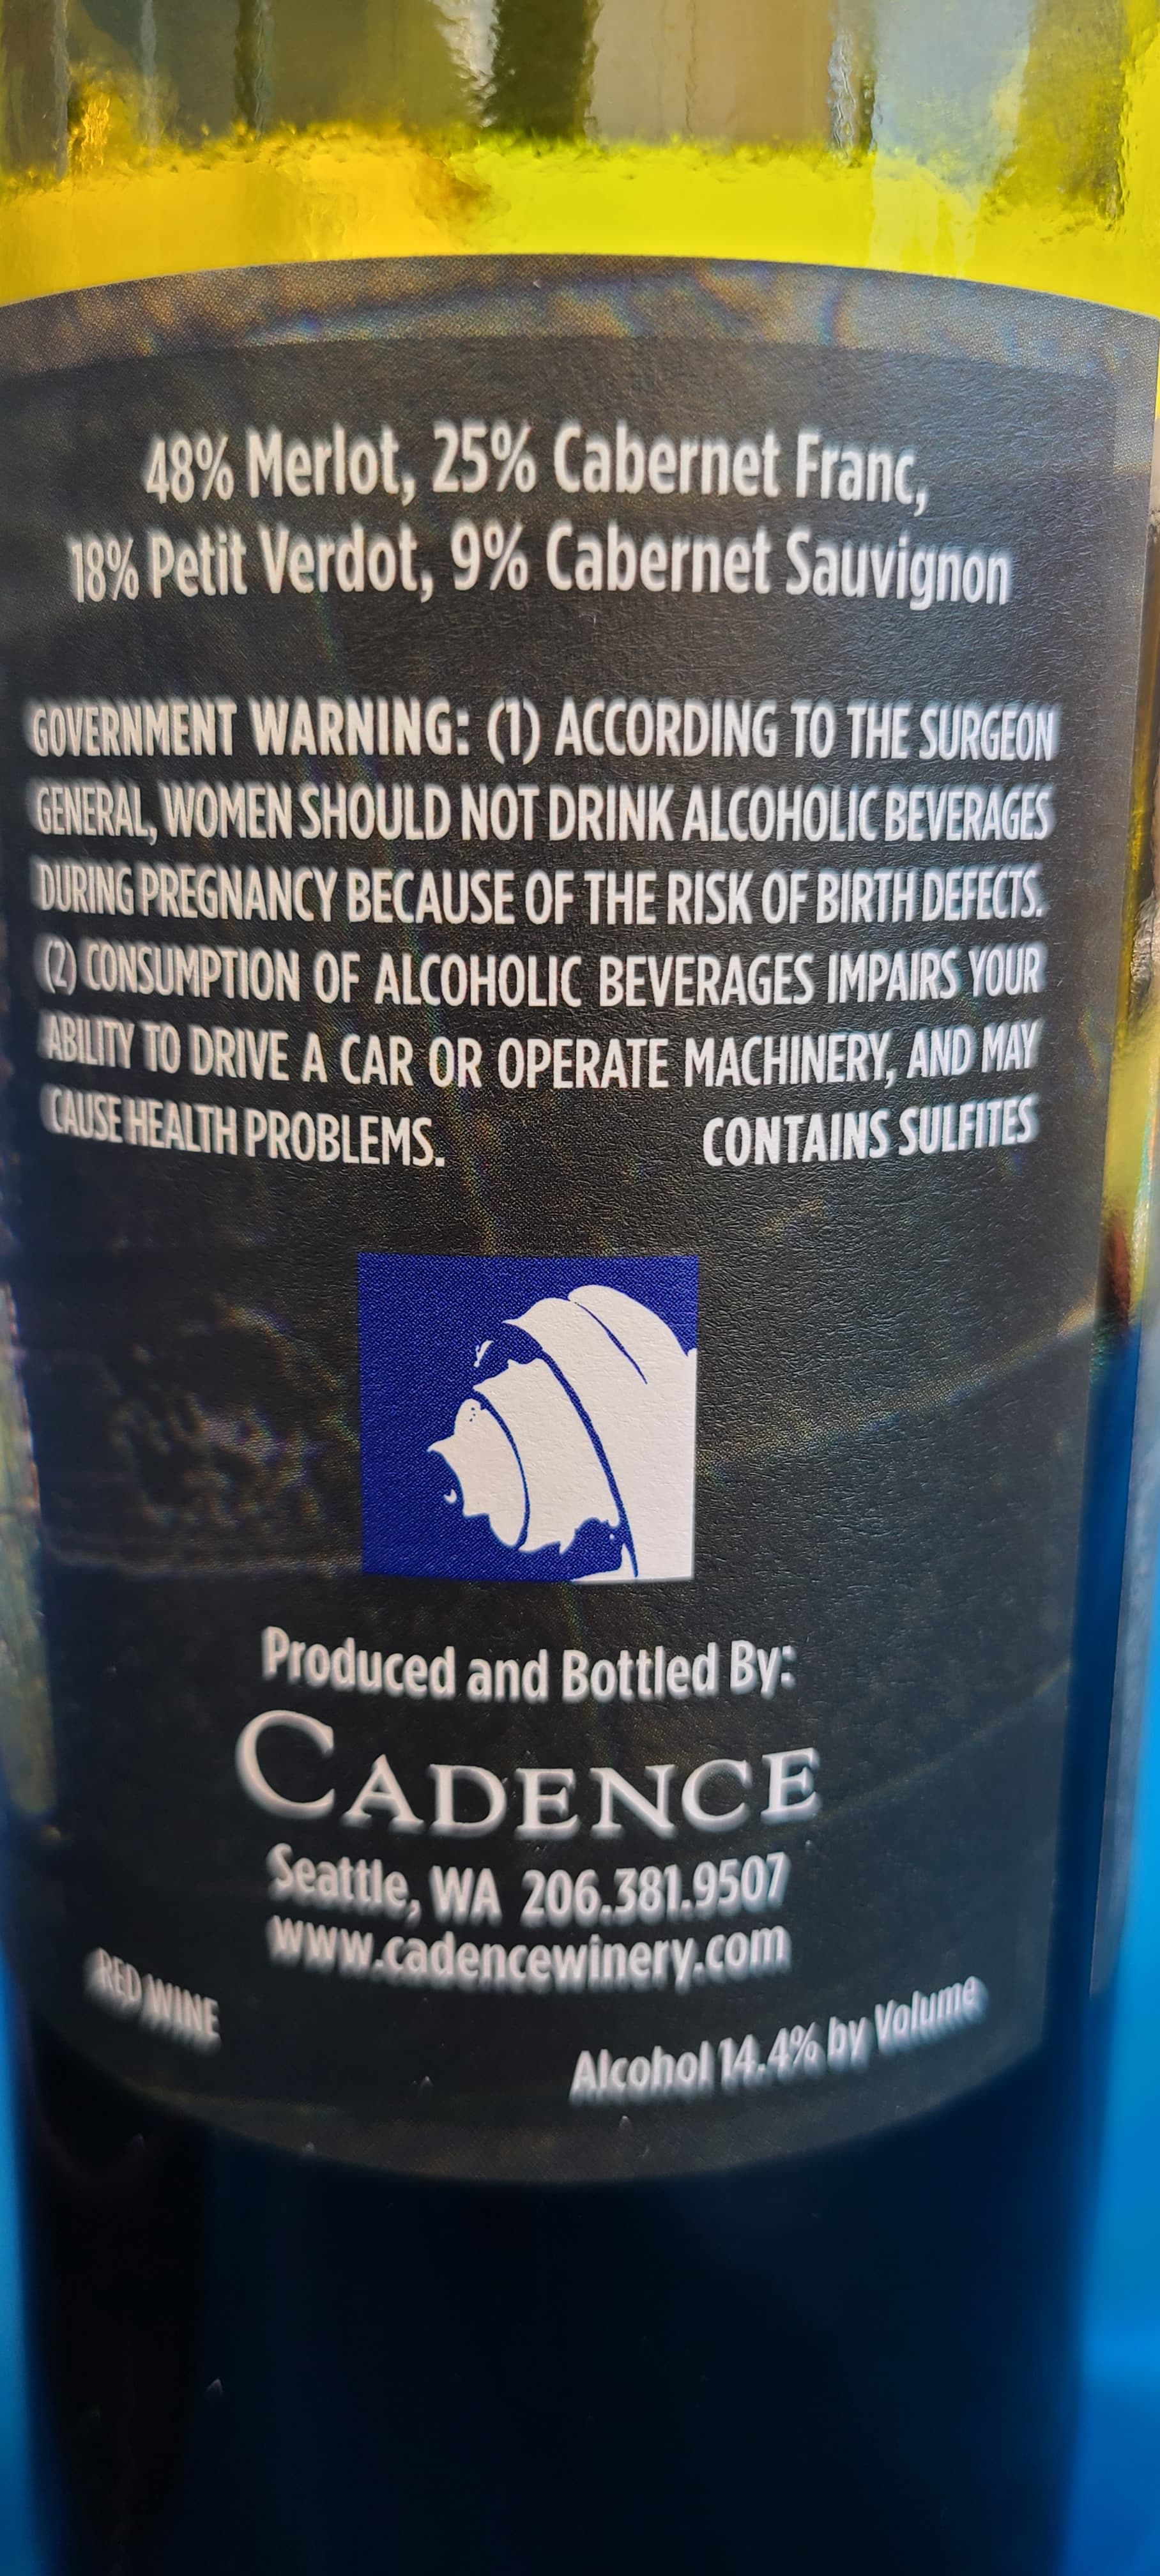 48% Merlot, 25% Cabernet Franc,
18% Petit Verdot, 9% Cabernet Sauvignon
GOVERNMENT WARNING: (1) ACCORDING TO THE SURGEON
GENERAL, WOMEN SHOULD NOT DRINK ALCOHOLIC BEVERAGES
DURING PREGNANCY BECAUSE OF THE RISK OF BIRTH DEFECTS.
(2) CONSUMPTION OF ALCOHOLIC BEVERAGES IMPAIRS YOUR
ABILITY TO DRIVE A CAR OR OPERATE MACHINERY, AND MAY
CAUSE HEALTH PROBLEMS. CONTAINS SULFITES
Produced and Bottled By:
CADENCE
Seattle, WA 206.381.9507
www.cadencewinery.com
RED WINE
Alcohol 14.4% by Volume